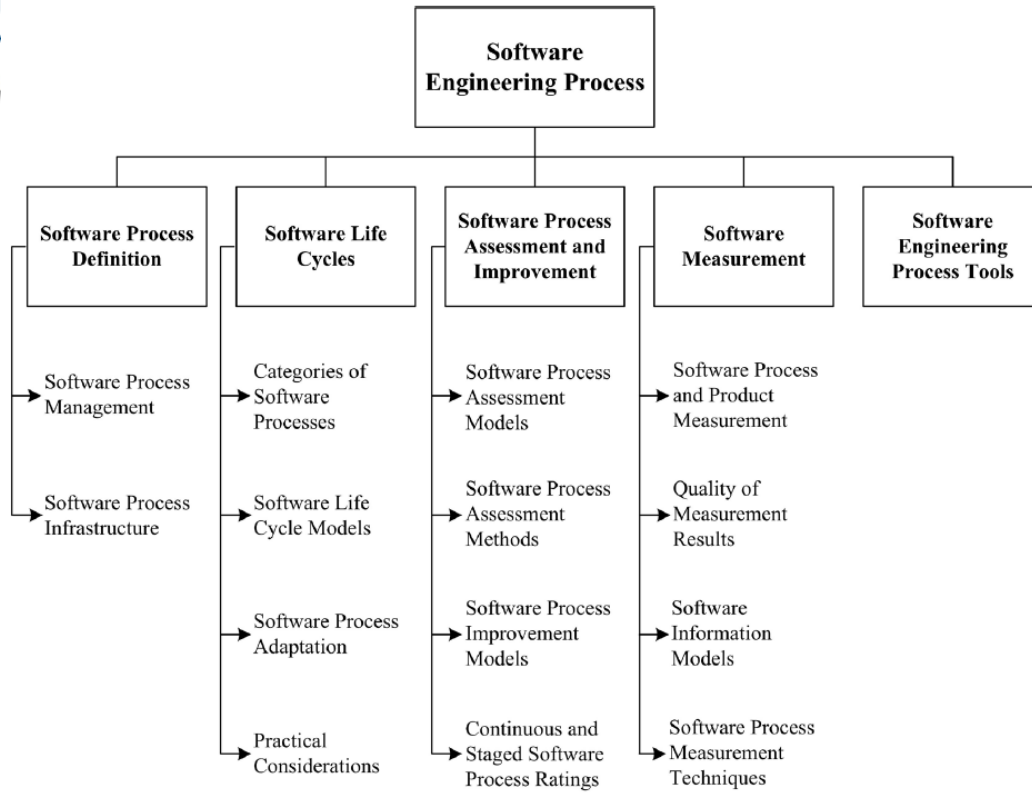 Software
Engineering Process
Software Process
Definition
Software Life
Cycles
Software Process
Assessment and
Improvement
Software
Measurement
Software
Engineering
Process Tools
Software Process
Management
Software Process
Infrastructure
Categories of
Software
Processes
Software Life
Cycle Models
Software Process
Adaptation
Practical
Considerations
Software Process
Assessment
Models
Software Process
Assessment
Methods
Software Process
Improvement
Models
Continuous and
Staged Software
Process Ratings
Software Process
and Product
Measurement
Quality of
Measurement
Results
Software
Information
Models
Software Process
Measurement
Techniques